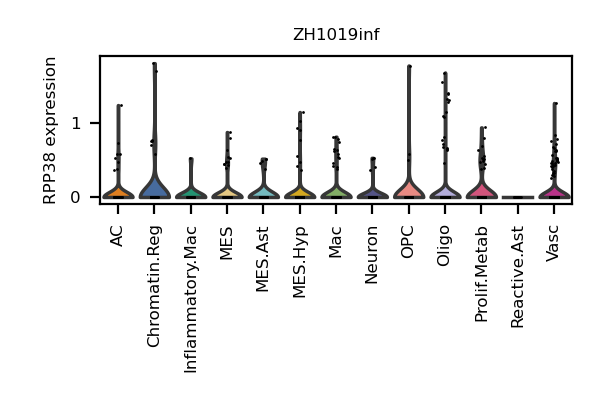 ZH1019inf
RPP38 expression
1
0
AC
Chromatin.Reg
Inflammatory.Mac
MES
MES.Ast
MES.Hyp
Mac
Neuron
OPC
Oligo
Prolif.Metab
Reactive.Ast
Vasc